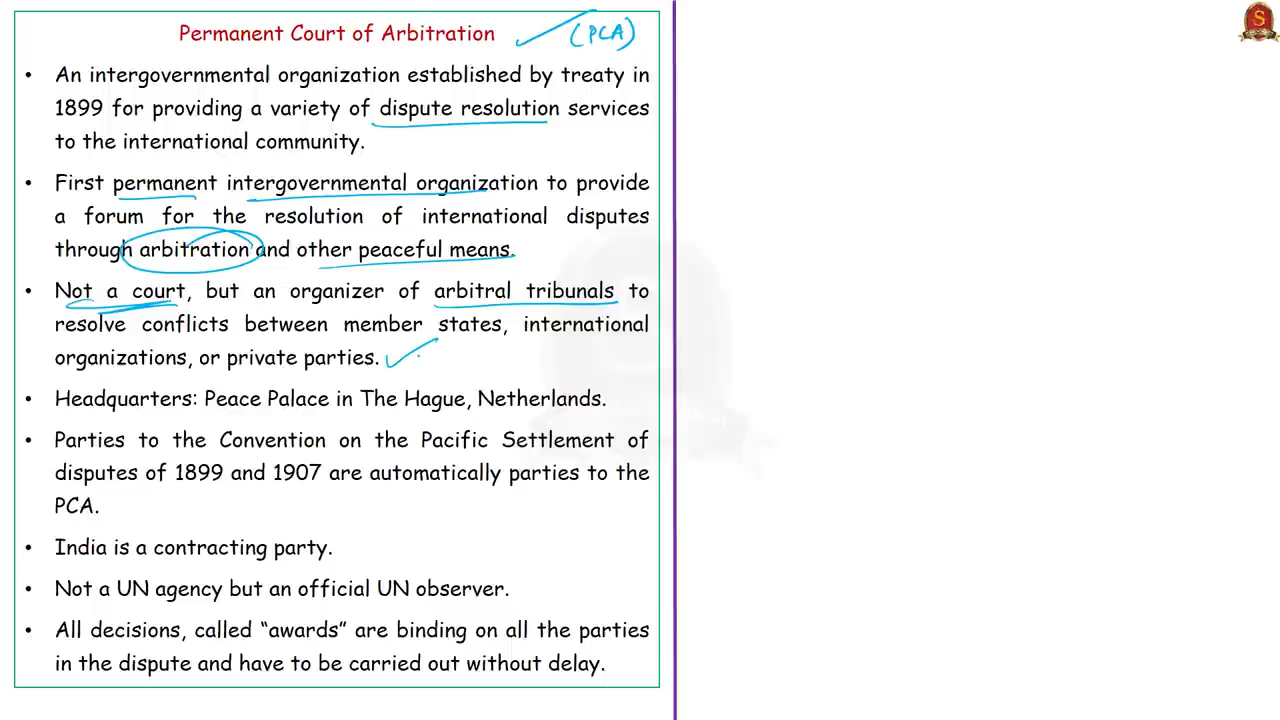 Permanent Court of Arbitration (PCA)
• An intergovernmental organization established by treaty in
1899 for providing a variety of dispute resolution services
to the international community.
• First permanent intergovernmental organization to provide
a forum for the resolution of international disputes
through arbitration and other peaceful means.
• Not a court, but an organizer of arbitral tribunals to
resolve conflicts between member states, international
organizations, or private parties.
• Headquarters: Peace Palace in The Hague, Netherlands.
• Parties to the Convention on the Pacific Settlement of
disputes of 1899 and 1907 are automatically parties to the
PCA.
• India is a contracting party.
• Not a UN agency but an official UN observer.
• All decisions, called “awards” are binding on all the parties
in the dispute and have to be carried out without delay.
S